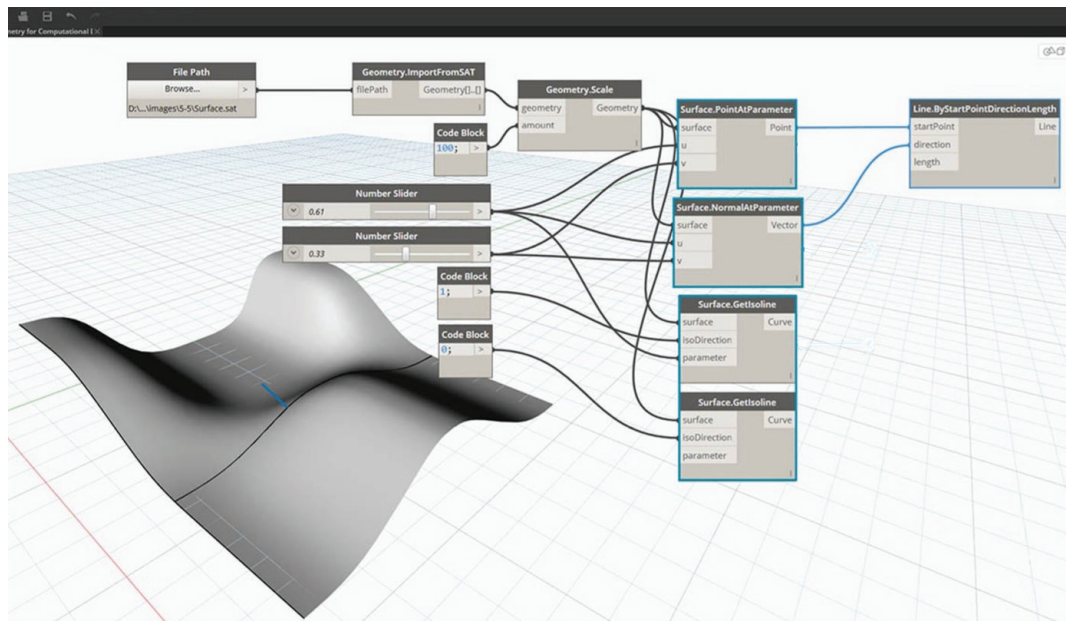 metry for Computational I ×
File Path
Browse... >
D:\...\images\5-5\Surface.sat
Geometry.ImportFromSAT
filePath Geometry[]..[]
Code Block
100; >
Geometry.Scale
geometry Geometry
amount
Number Slider
0.61 >
Number Slider
0.33 >
Code Block
1; >
Code Block
0; >
Surface.PointAtParameter
surface Point
u
v
Surface.NormalAtParameter
surface Vector
u
v
Surface.GetIsoline
surface Curve
isoDirection
parameter
Surface.GetIsoline
surface Curve
isoDirection
parameter
Line.ByStartPointDirectionLength
startPoint Line
direction
length